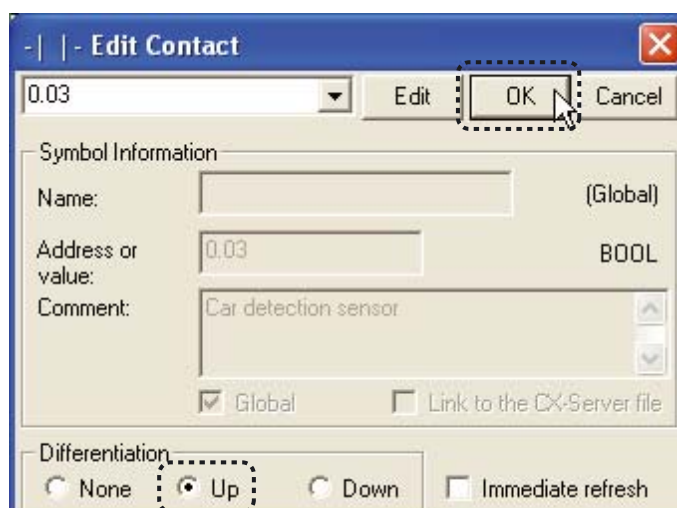 -| |- Edit Contact
0.03 Edit OK Cancel
Symbol Information
Name: (Global)
Address or value: 0.03 BOOL
Comment: Car detection sensor
Global Link to the CX-Server file
Differentiation
None Up Down Immediate refresh